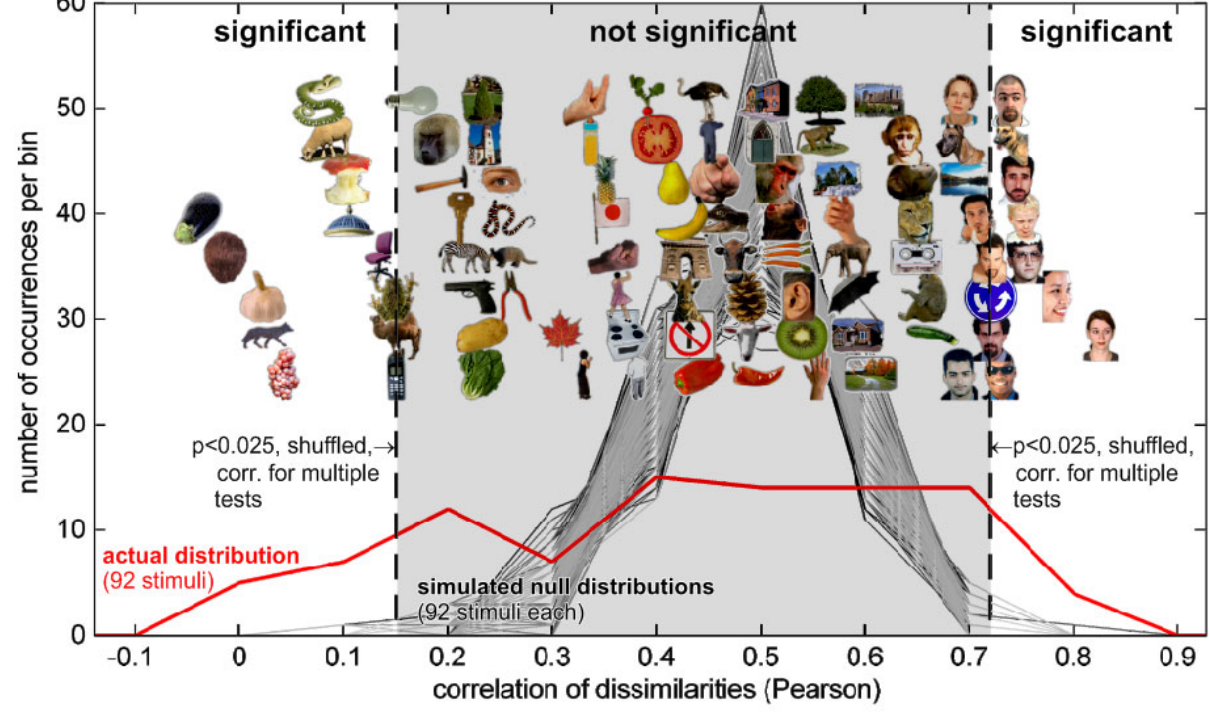 60
significant
not significant
significant
50
40
30
20
10
0
number of occurrences per bin
p<0.025, shuffled,→
corr. for multiple
tests
←p<0.025, shuffled,
corr. for multiple
tests
actual distribution
(92 stimuli)
simulated null distributions
(92 stimuli each)
-0.1 0 0.1 0.2 0.3 0.4 0.5 0.6 0.7 0.8 0.9
correlation of dissimilarities (Pearson)